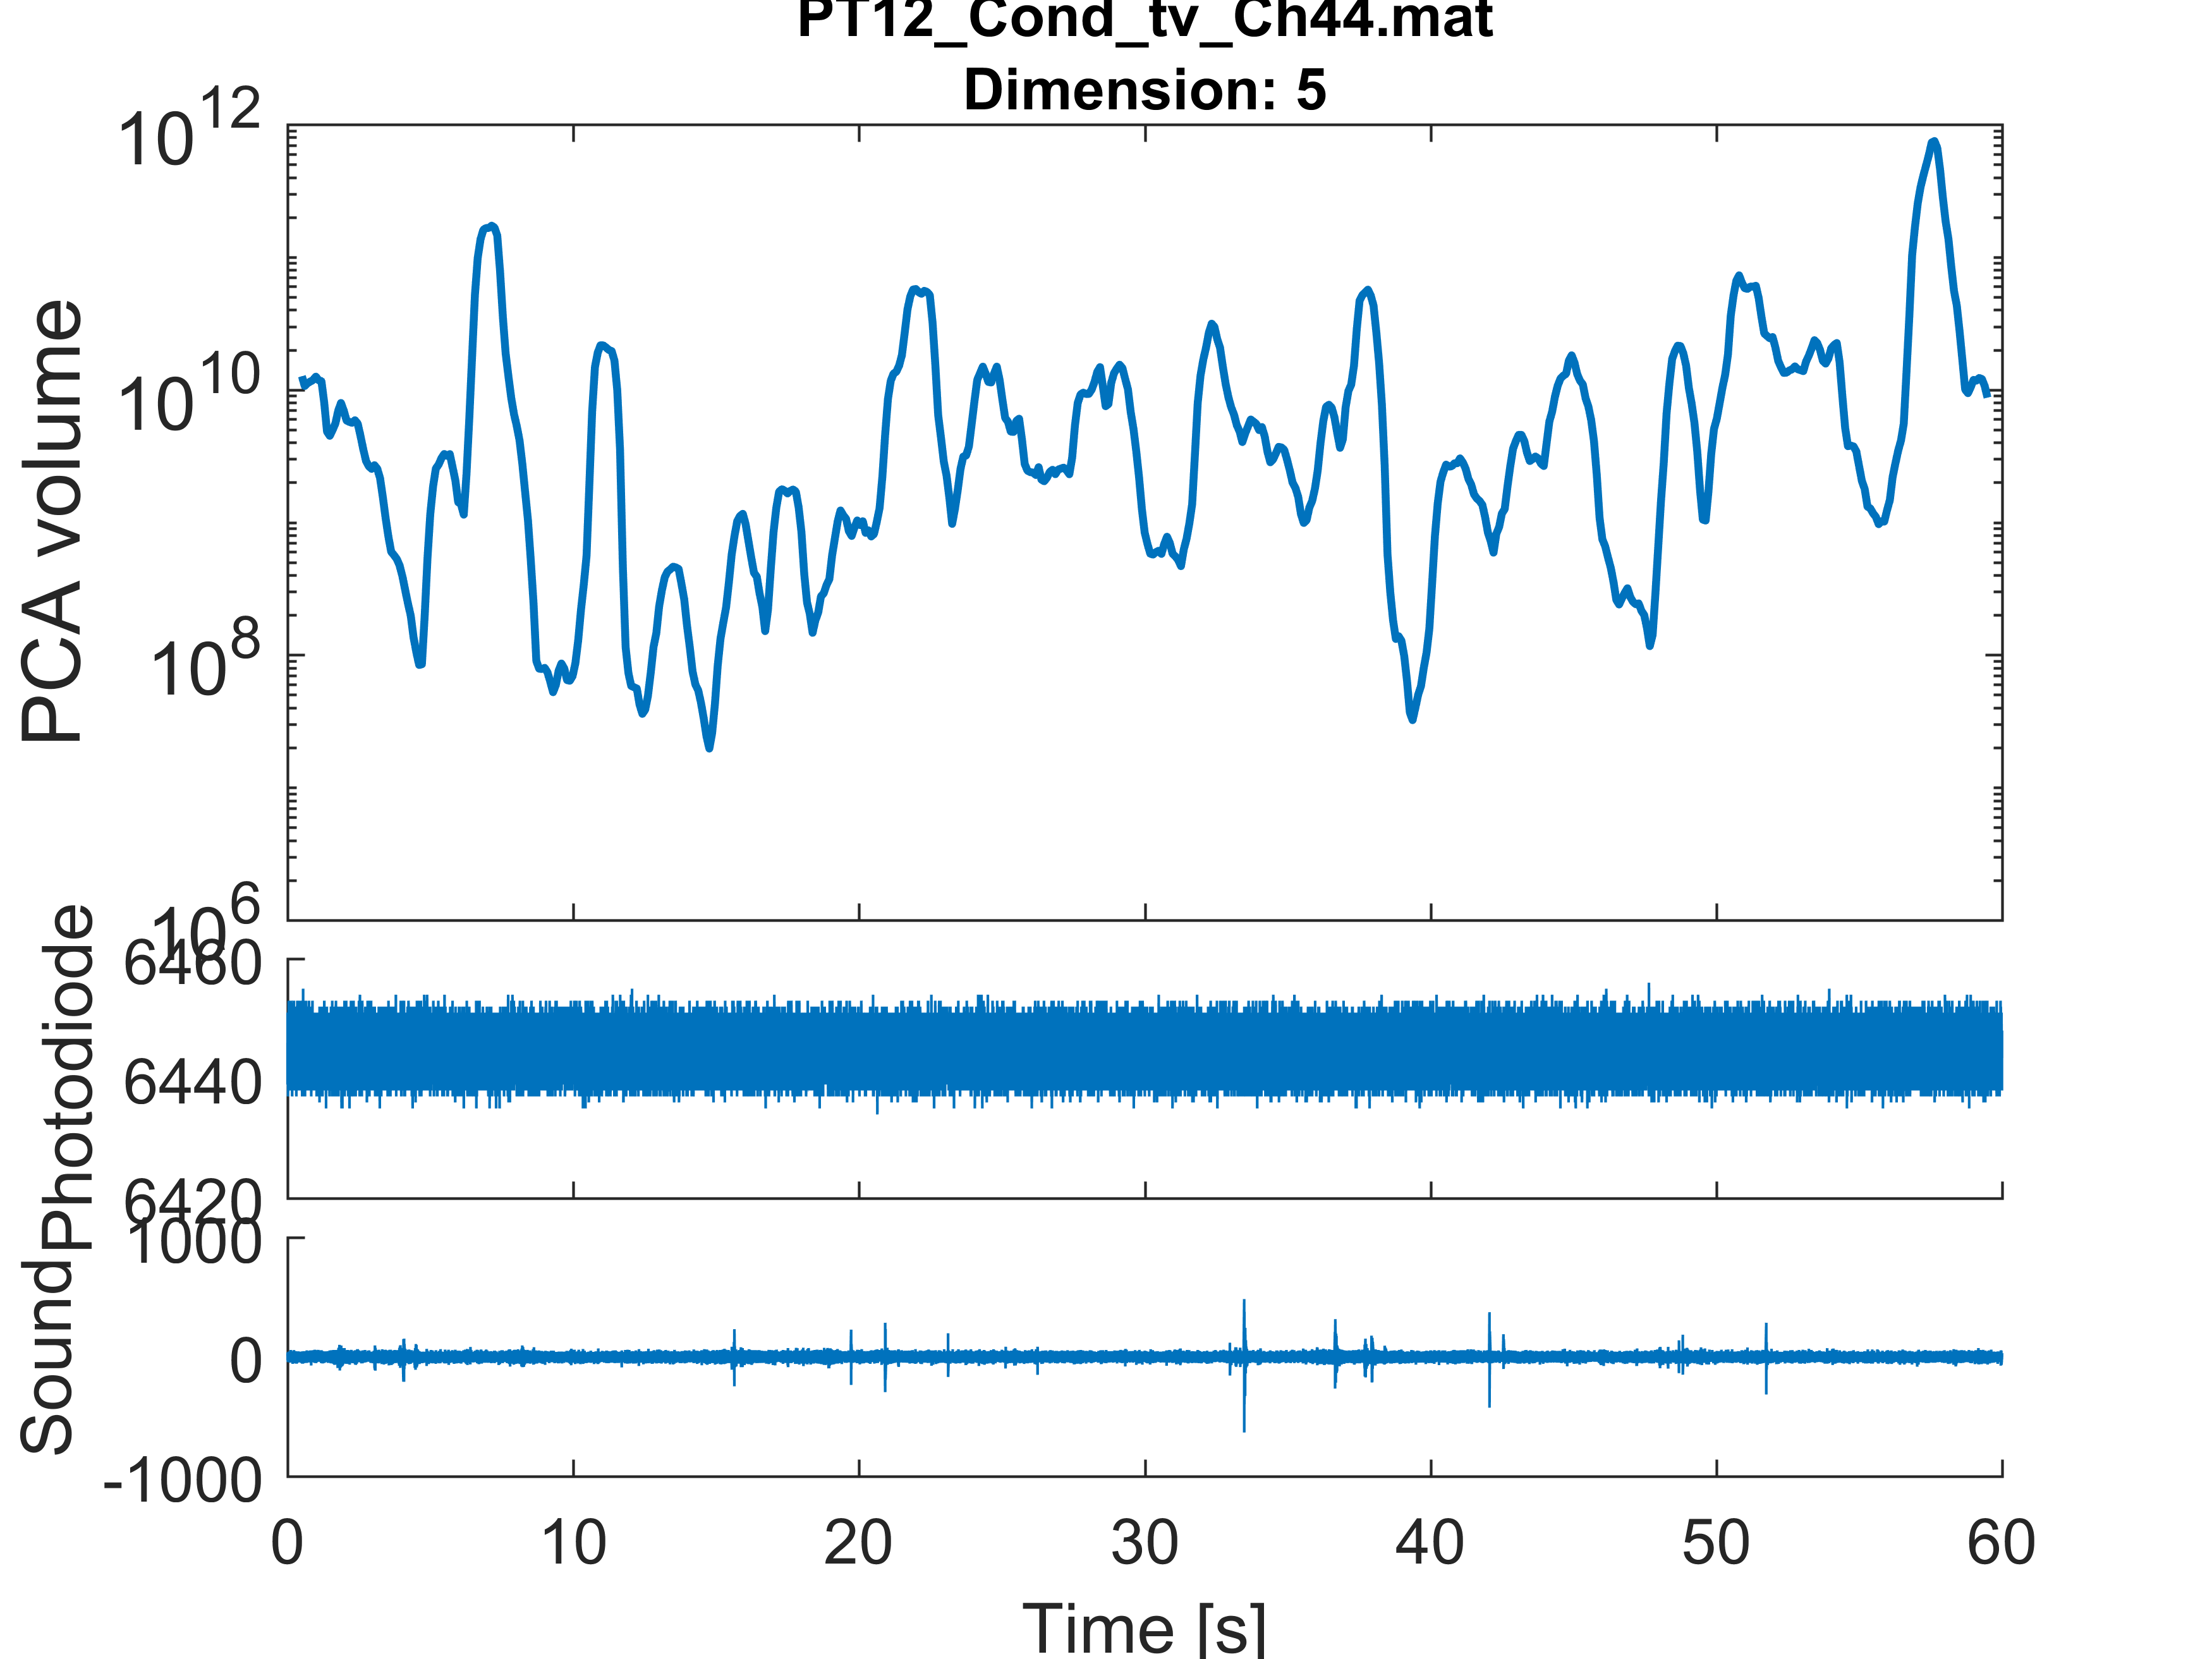 PT12_Cond_tv_Ch44.mat
Dimension: 5
PCA volume
10^12
10^10
10^8
10^6
Photodiode
6460
6440
6420
Sound
1000
0
-1000
0 10 20 30 40 50 60
Time [s]